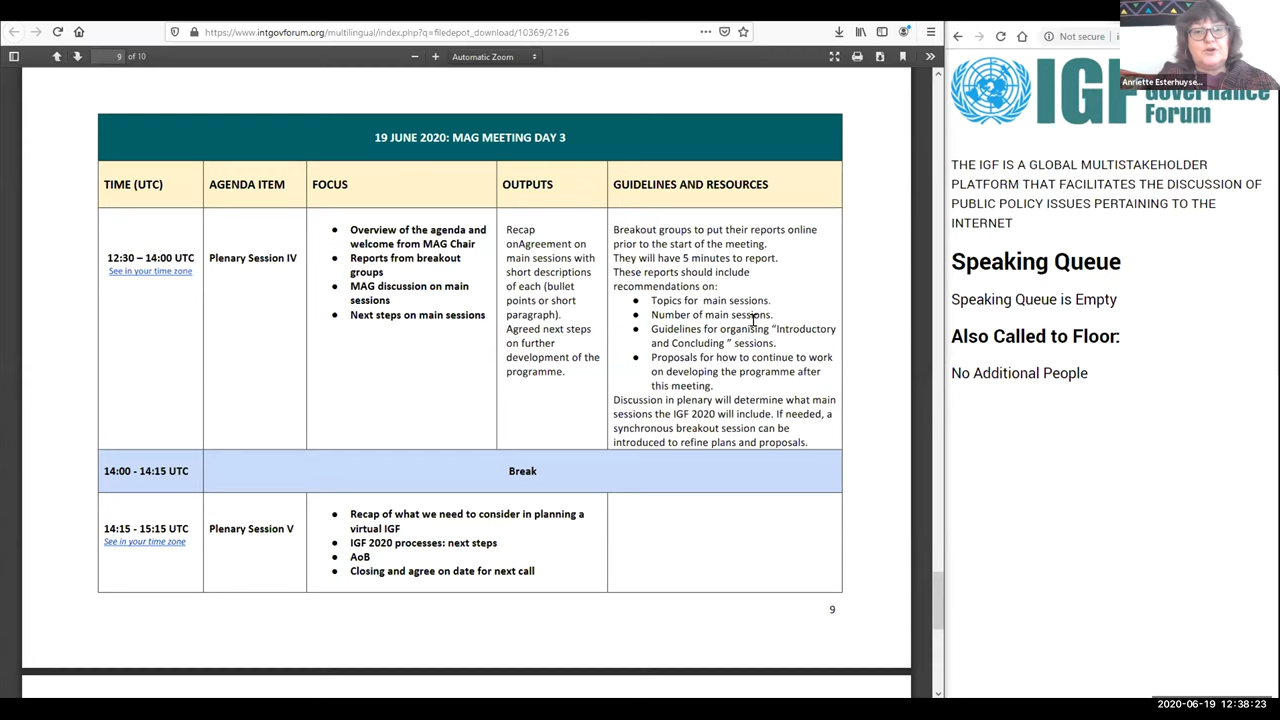 https://www.intgovforum.org/multilingual/index.php?q=filedepot_download/10369/2126
9 of 10
Automatic Zoom
19 JUNE 2020: MAG MEETING DAY 3
TIME (UTC)
AGENDA ITEM
FOCUS
OUTPUTS
GUIDELINES AND RESOURCES
12:30 – 14:00 UTC
See in your time zone
Plenary Session IV
● Overview of the agenda and
welcome from MAG Chair
● Reports from breakout
groups
● MAG discussion on main
sessions
● Next steps on main sessions
Recap
onAgreement on
main sessions with
short descriptions
of each (bullet
points or short
paragraph).
Agreed next steps
on further
development of the
programme.
Breakout groups to put their reports online
prior to the start of the meeting.
They will have 5 minutes to report.
These reports should include
recommendations on:
● Topics for  main sessions.
● Number of main sessions.
● Guidelines for organising “Introductory
and Concluding ” sessions.
● Proposals for how to continue to work
on developing the programme after
this meeting.
Discussion in plenary will determine what main
sessions the IGF 2020 will include. If needed, a
synchronous breakout session can be
introduced to refine plans and proposals.
14:00 - 14:15 UTC
Break
14:15 - 15:15 UTC
See in your time zone
Plenary Session V
● Recap of what we need to consider in planning a
virtual IGF
● IGF 2020 processes: next steps
● AoB
● Closing and agree on date for next call
9
Not secure
Anriette Esterhuyse...
IGF
Governance
Forum
THE IGF IS A GLOBAL MULTISTAKEHOLDER
PLATFORM THAT FACILITATES THE DISCUSSION OF
PUBLIC POLICY ISSUES PERTAINING TO THE
INTERNET
Speaking Queue
Speaking Queue is Empty
Also Called to Floor:
No Additional People
2020-06-19 12:38:23